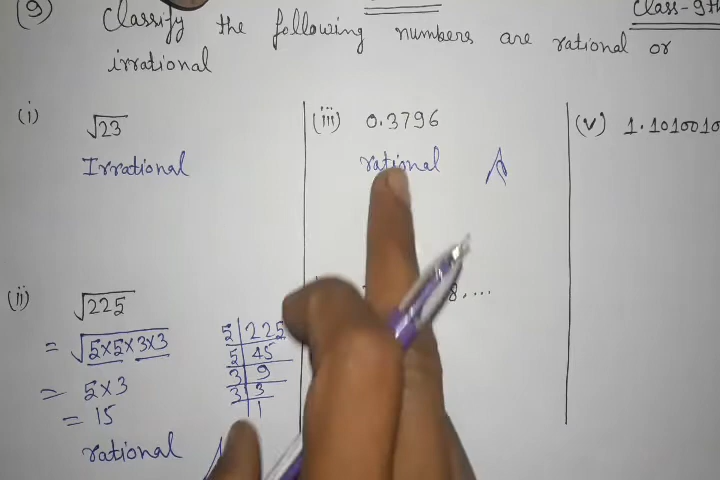 (9) Classify the following numbers are rational or
irrational
Class-9th
(i) √23
Irrational
(ii) √225
= √5×5×3×3
= 5×3
= 15
rational
5 225
5 45
3 9
3 3
1
(iii) 0.3796
rational
8....
(v) 1.1010010